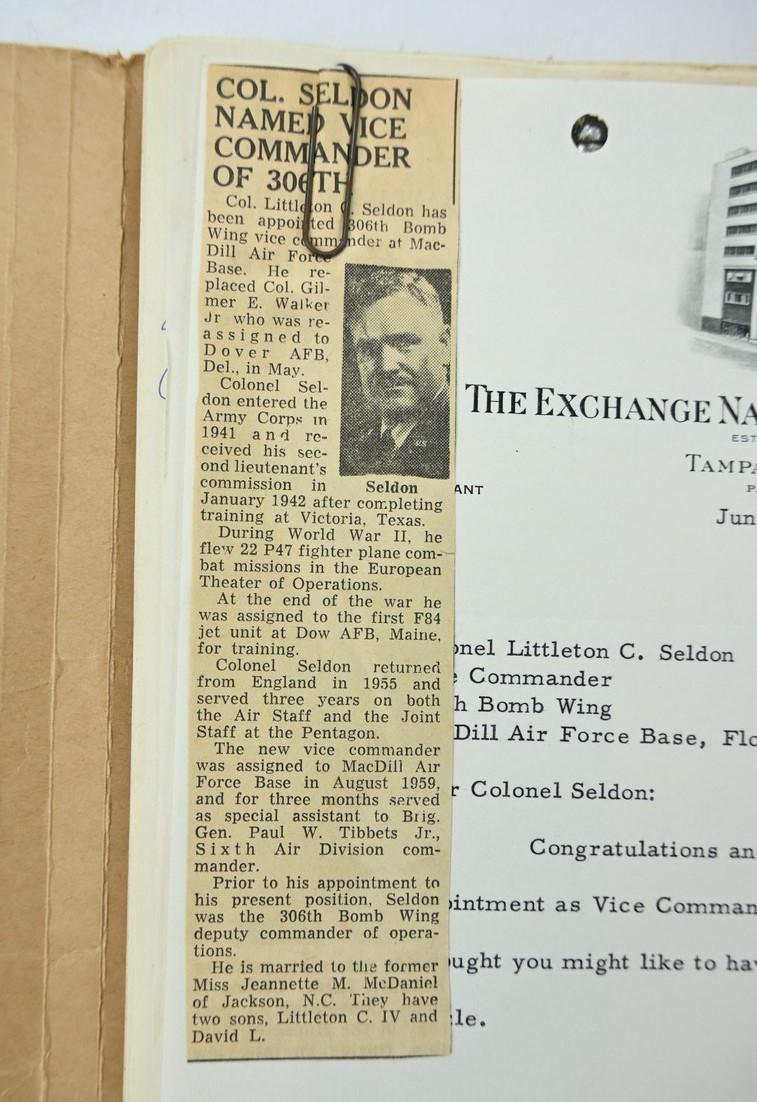 COL. SELDON
NAMED VICE
COMMANDER
OF 306TH
Col. Littleton C. Seldon has
been appointed 306th Bomb
Wing vice commander at Mac-
Dill Air Force
Base. He re-
placed Col. Gil-
mer E. Walker
Jr who was re-
assigned to
Dover AFB,
Del., in May.
Colonel Sel-
don entered the
Army Corps in
1941 and re-
ceived his sec-
ond lieutenant's
commission in
Seldon
January 1942 after completing
training at Victoria, Texas.
During World War II, he
flew 22 P47 fighter plane com-
bat missions in the European
Theater of Operations.
At the end of the war he
was assigned to the first F84
jet unit at Dow AFB, Maine,
for training.
Colonel Seldon returned
from England in 1955 and
served three years on both
the Air Staff and the Joint
Staff at the Pentagon.
The new vice commander
was assigned to MacDill Air
Force Base in August 1959,
and for three months served
as special assistant to Brig.
Gen. Paul W. Tibbets Jr.,
Sixth Air Division com-
mander.
Prior to his appointment to
his present position, Seldon
was the 306th Bomb Wing
deputy commander of opera-
tions.
He is married to the former
Miss Jeannette M. McDaniel
of Jackson, N.C. They have
two sons, Littleton C. IV and
David L.
THE EXCHANGE NA
EST
TAMPA
P.
ANT
Jun
onel Littleton C. Seldon
e Commander
h Bomb Wing
Dill Air Force Base, Flo
r Colonel Seldon:
Congratulations an
ointment as Vice Comman
ought you might like to ha
cle.